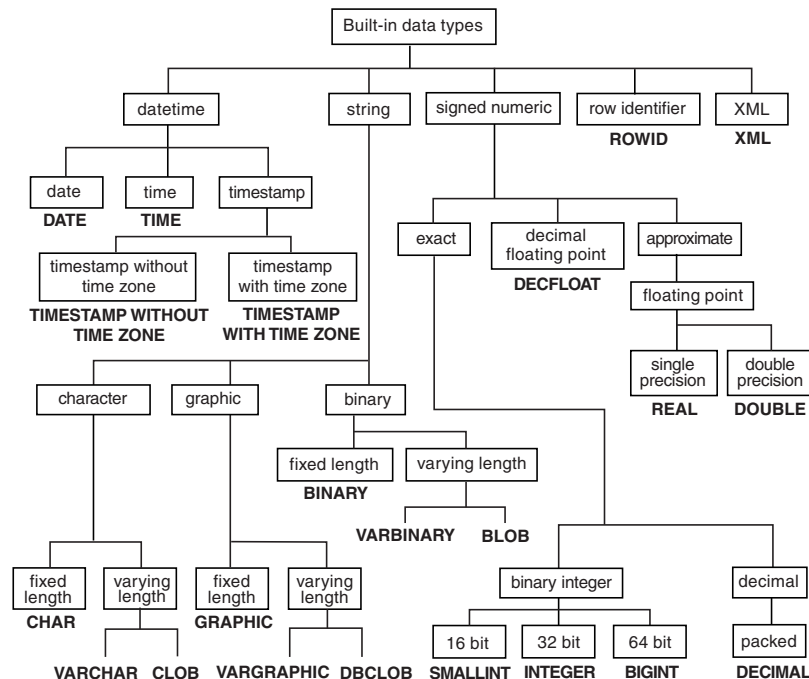 Built-in data types
datetime
string
signed numeric
row identifier
ROWID
XML
XML
date
DATE
time
TIME
timestamp
timestamp without
time zone
TIMESTAMP WITHOUT
TIME ZONE
timestamp
with time zone
TIMESTAMP
WITH TIME ZONE
exact
decimal
floating point
DECFLOAT
approximate
floating point
single
precision
REAL
double
precision
DOUBLE
character
graphic
binary
fixed length
BINARY
varying length
VARBINARY
BLOB
fixed
length
CHAR
varying
length
VARCHAR
CLOB
fixed
length
GRAPHIC
varying
length
VARGRAPHIC
DBCLOB
binary integer
16 bit
SMALLINT
32 bit
INTEGER
64 bit
BIGINT
decimal
packed
DECIMAL